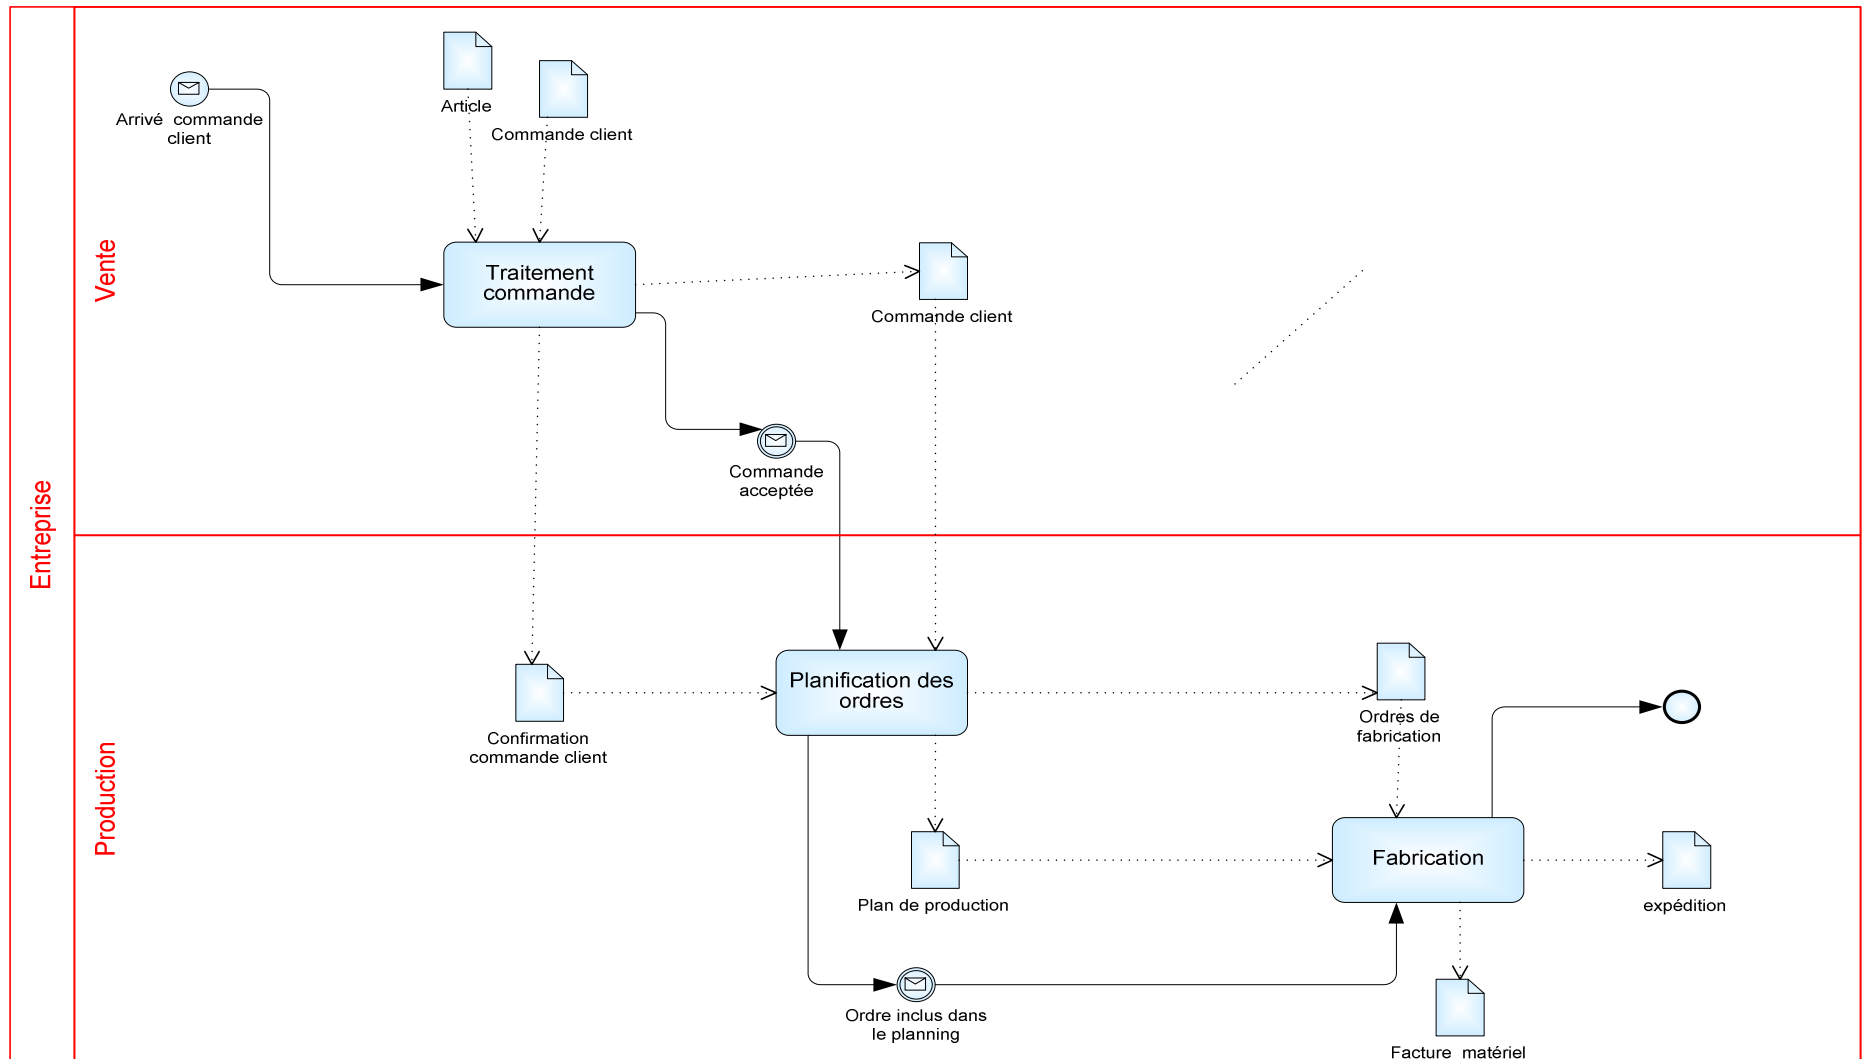 Entreprise
Vente
Arrivé commande
client
Article
Commande client
Traitement
commande
Commande client
Commande
acceptée
Production
Confirmation
commande client
Planification des
ordres
Ordres de
fabrication
Plan de production
Fabrication
expédition
Ordre inclus dans
le planning
Facture matériel